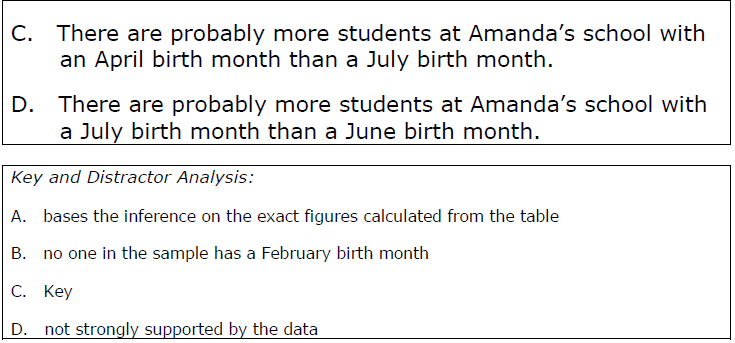 C. There are probably more students at Amanda’s school with
an April birth month than a July birth month.
D. There are probably more students at Amanda’s school with
a July birth month than a June birth month.
Key and Distractor Analysis:
A. bases the inference on the exact figures calculated from the table
B. no one in the sample has a February birth month
C. Key
D. not strongly supported by the data